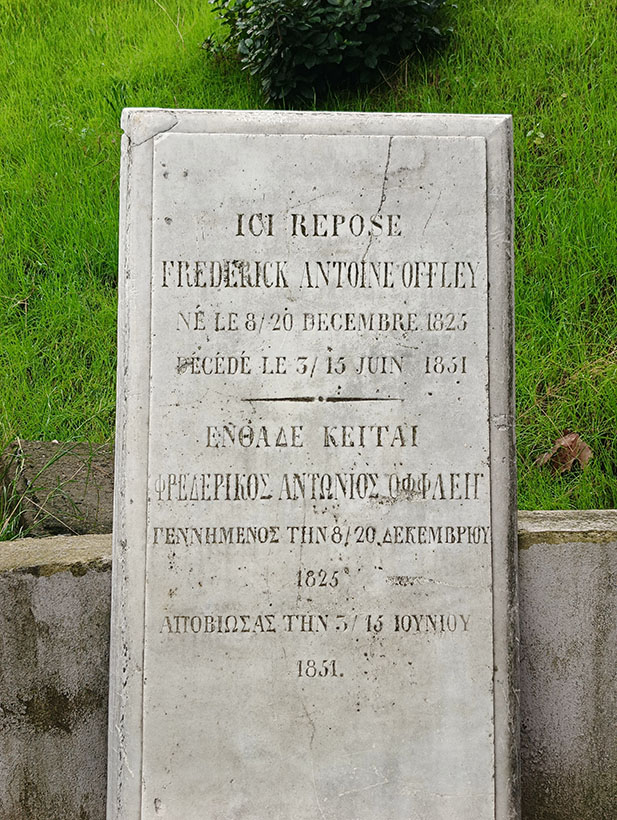 ICI REPOSE
FREDERICK ANTOINE OFFLEY
NÉ LE 8/20 DECEMBRE 1825
DÉCÉDÉ LE 3/15 JUIN 1851
ΕΝΘΑΔΕ ΚΕΙΤΑΙ
ΦΡΕΔΕΡΙΚΟΣ ΑΝΤΩΝΙΟΣ ΟΦΦΛΕΗΓ
ΓΕΝΝΗΜΕΝΟΣ ΤΗΝ 8/20 ΔΕΚΕΜΒΡΙΟΥ
1825
ΑΠΟΒΙΩΣΑΣ ΤΗΝ 3/15 ΙΟΥΝΙΟΥ
1851.